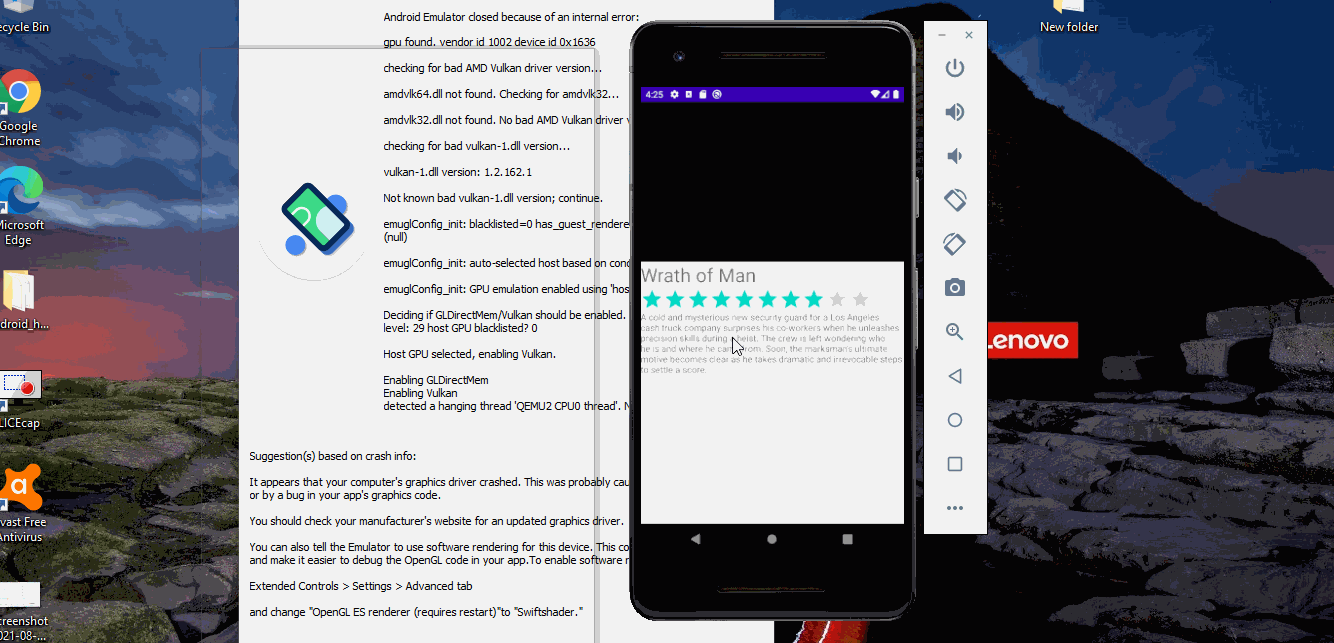 ecycle Bin
Google
Chrome
Microsoft
Edge
droid_h...
LICEcap
vast Free
Antivirus
creenshot
021-08-...
Android Emulator closed because of an internal error:
gpu found. vendor id 1002 device id 0x1636
checking for bad AMD Vulkan driver version...
amdvlk64.dll not found. Checking for amdvlk32...
amdvlk32.dll not found. No bad AMD Vulkan driver v
checking for bad vulkan-1.dll version...
vulkan-1.dll version: 1.2.162.1
Not known bad vulkan-1.dll version; continue.
emuglConfig_init: blacklisted=0 has_guest_rendere
(null)
emuglConfig_init: auto-selected host based on cond
emuglConfig_init: GPU emulation enabled using 'hos
Deciding if GLDirectMem/Vulkan should be enabled.
level: 29 host GPU blacklisted? 0
Host GPU selected, enabling Vulkan.
Enabling GLDirectMem
Enabling Vulkan
detected a hanging thread 'QEMU2 CPU0 thread'. N
Suggestion(s) based on crash info:
It appears that your computer's graphics driver crashed. This was probably cau
or by a bug in your app's graphics code.
You should check your manufacturer's website for an updated graphics driver.
You can also tell the Emulator to use software rendering for this device. This co
and make it easier to debug the OpenGL code in your app.To enable software r
Extended Controls > Settings > Advanced tab
and change "OpenGL ES renderer (requires restart)"to "Swiftshader."
4:25
Wrath of Man
A cold and mysterious new security guard for a Los Angeles
cash truck company surprises his co-workers when he unleashes
precision skills during heist. The crew is left wondering who
he is and where he came from. Soon, the marksman's ultimate
motive becomes clear as he takes dramatic and irrevocable steps
to settle a score.
New folder
Lenovo